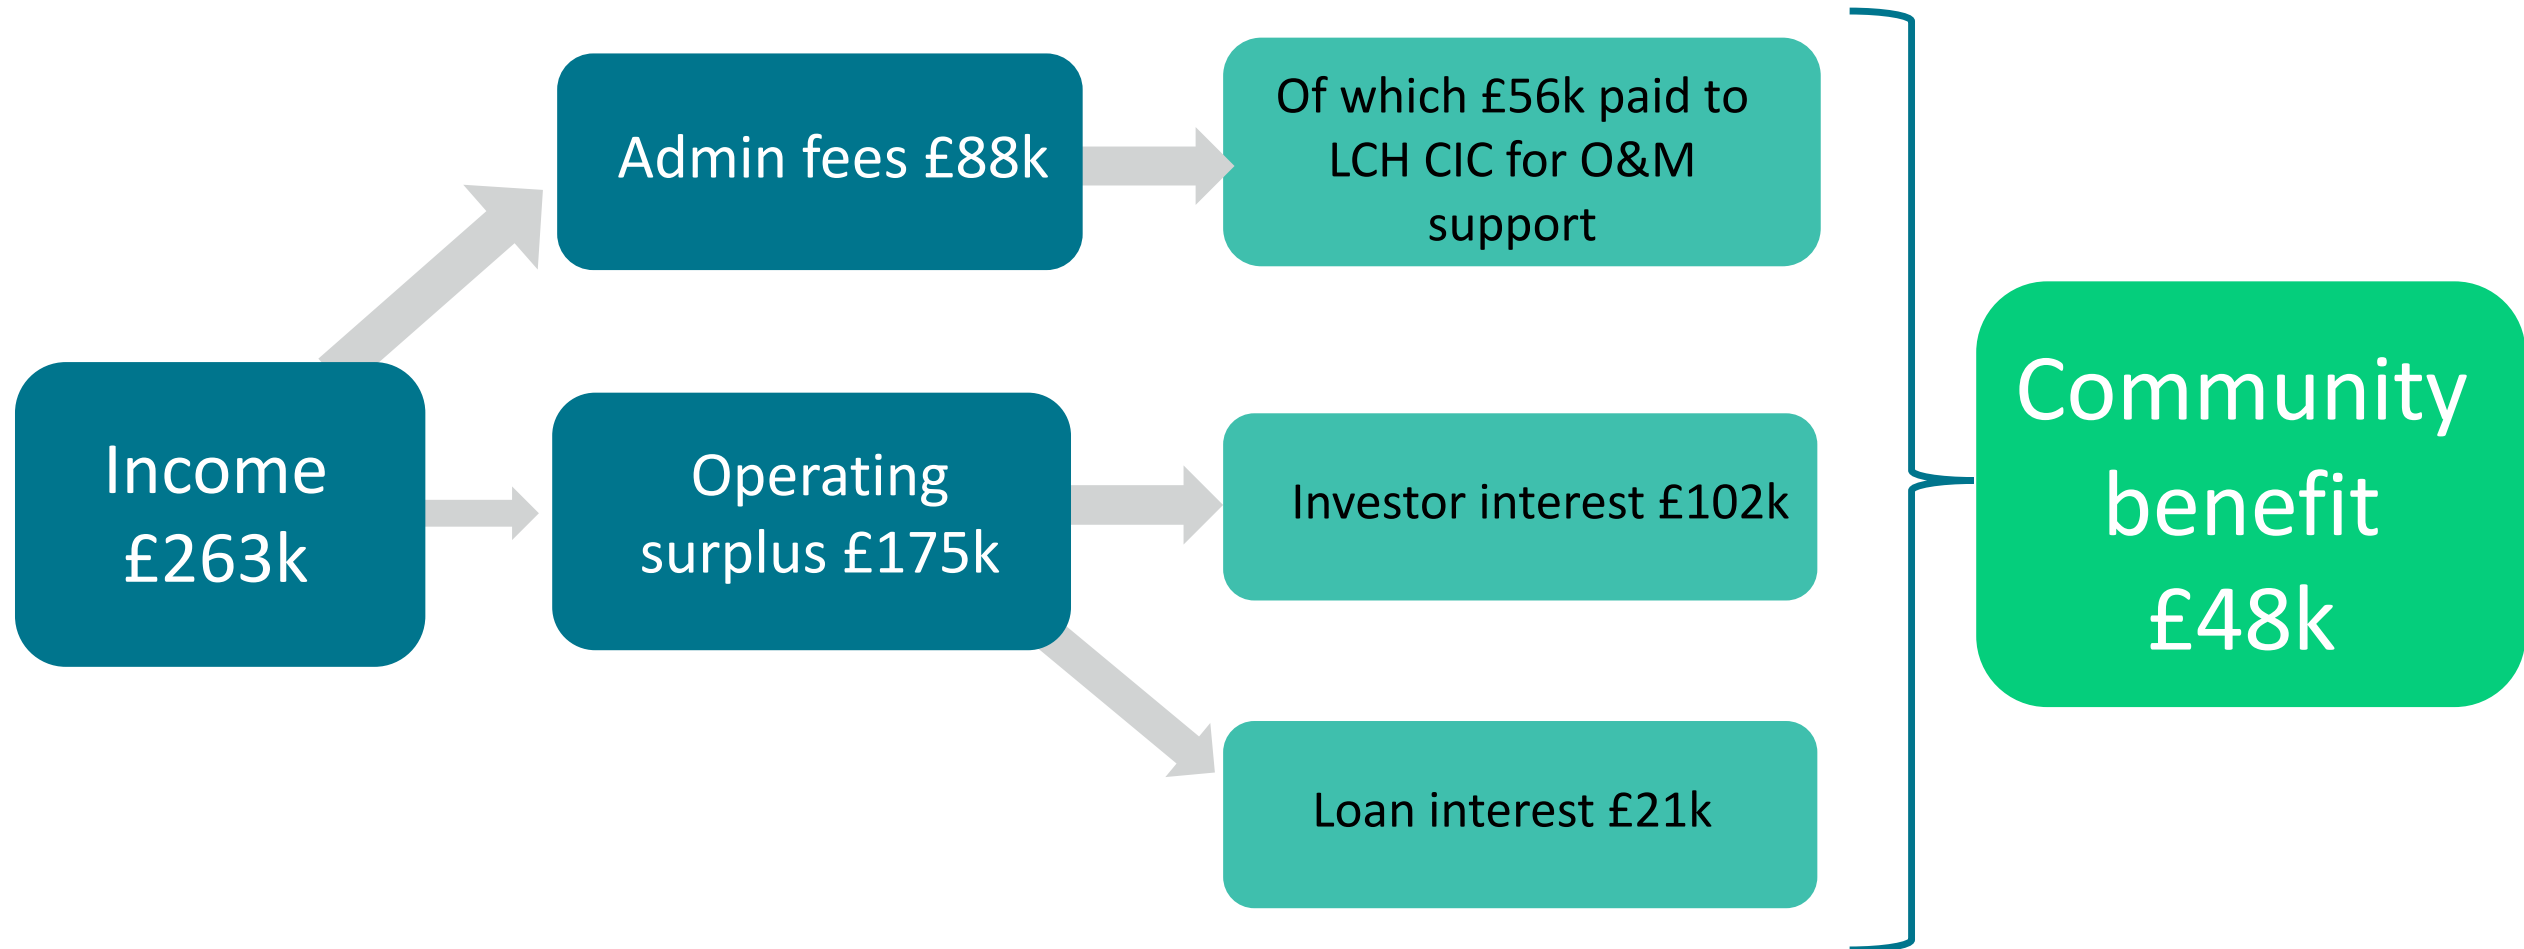 Income
£263k
Admin fees £88k
Of which £56k paid to
LCH CIC for O&M
support
Operating
surplus £175k
Investor interest £102k
Loan interest £21k
Community
benefit
£48k